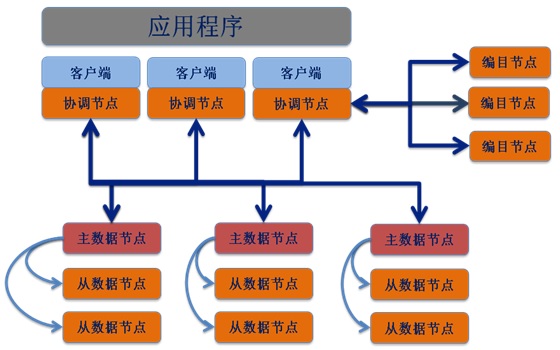 应用程序
客户端 客户端 客户端
协调节点 协调节点 协调节点
编目节点
编目节点
编目节点
主数据节点 主数据节点 主数据节点
从数据节点 从数据节点 从数据节点
从数据节点 从数据节点 从数据节点